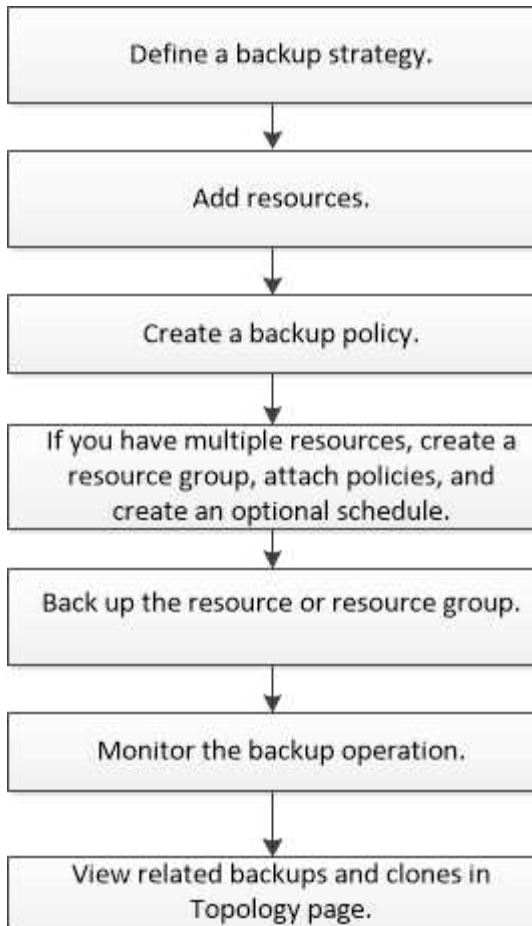 Define a backup strategy.
Add resources.
Create a backup policy.
If you have multiple resources, create a
resource group, attach policies, and
create an optional schedule.
Back up the resource or resource group.
Monitor the backup operation.
View related backups and clones in
Topology page.